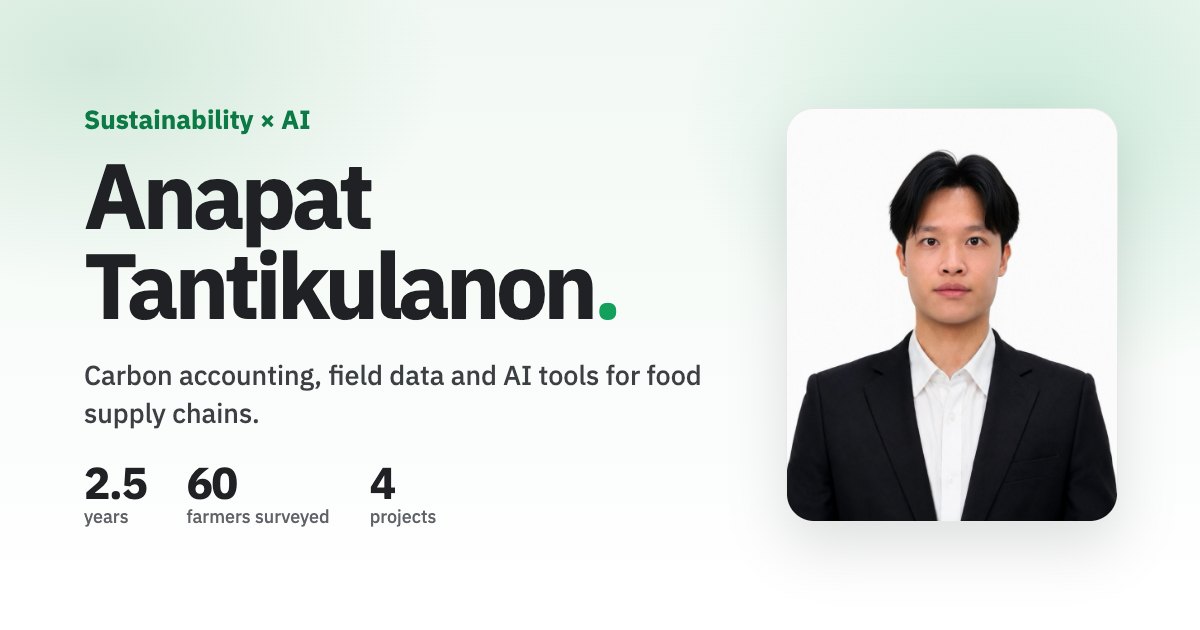 Sustainability × AI
Anapat
Tantikulanon.
Carbon accounting, field data and AI tools for food
supply chains.
2.5 60 4
years farmers surveyed projects